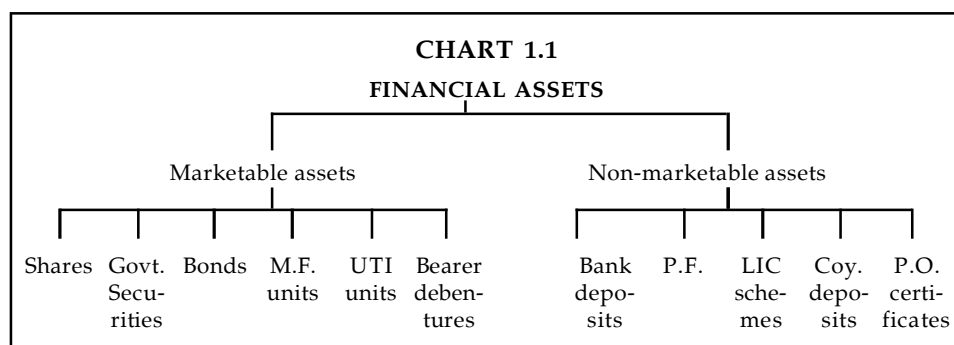 CHART 1.1
FINANCIAL ASSETS
Marketable assets Non-marketable assets
Shares Govt. Bonds M.F. UTI Bearer Bank P.F. LIC Coy. P.O.
Secu- units units deben- depo- sche- depo- certi-
rities tures sits mes sits ficates